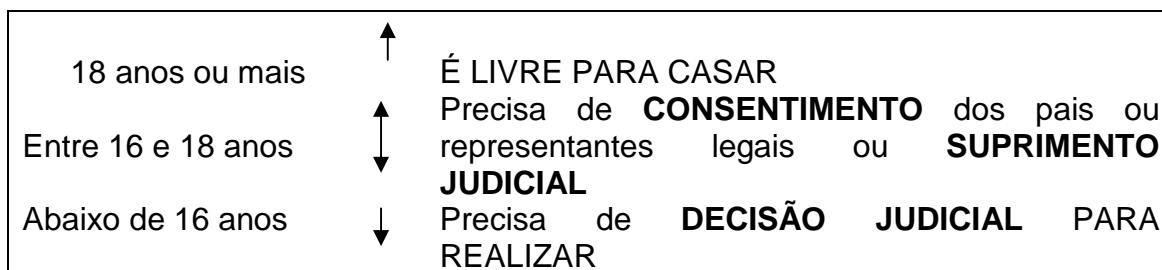 18 anos ou mais É LIVRE PARA CASAR
Precisa de CONSENTIMENTO dos pais ou
Entre 16 e 18 anos representantes legais ou SUPRIMENTO
JUDICIAL
Abaixo de 16 anos Precisa de DECISÃO JUDICIAL PARA
REALIZAR